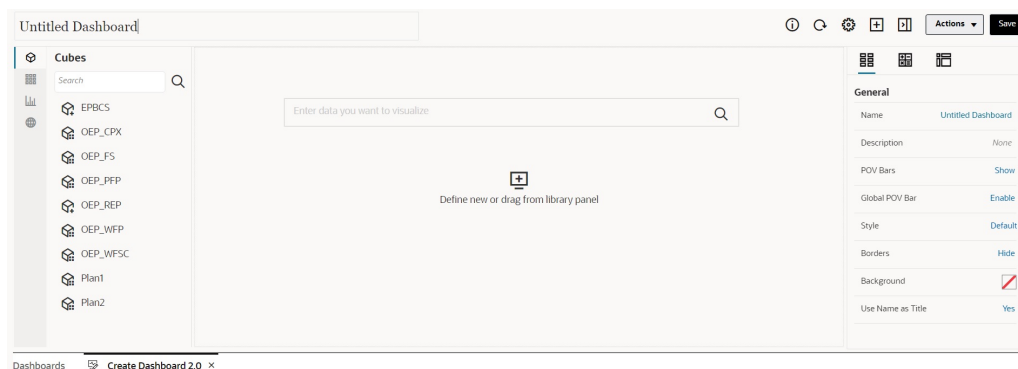 Untitled Dashboard
Actions
Save
Cubes
Search
EPBCS
OEP_CPX
OEP_FS
OEP_PFP
OEP_REP
OEP_WFP
OEP_WFSC
Plan1
Plan2
Enter data you want to visualize
Define new or drag from library panel
General
Name Untitled Dashboard
Description None
POV Bars Show
Global POV Bar Enable
Style Default
Borders Hide
Background
Use Name as Title Yes
Dashboards Create Dashboard 2.0 ×